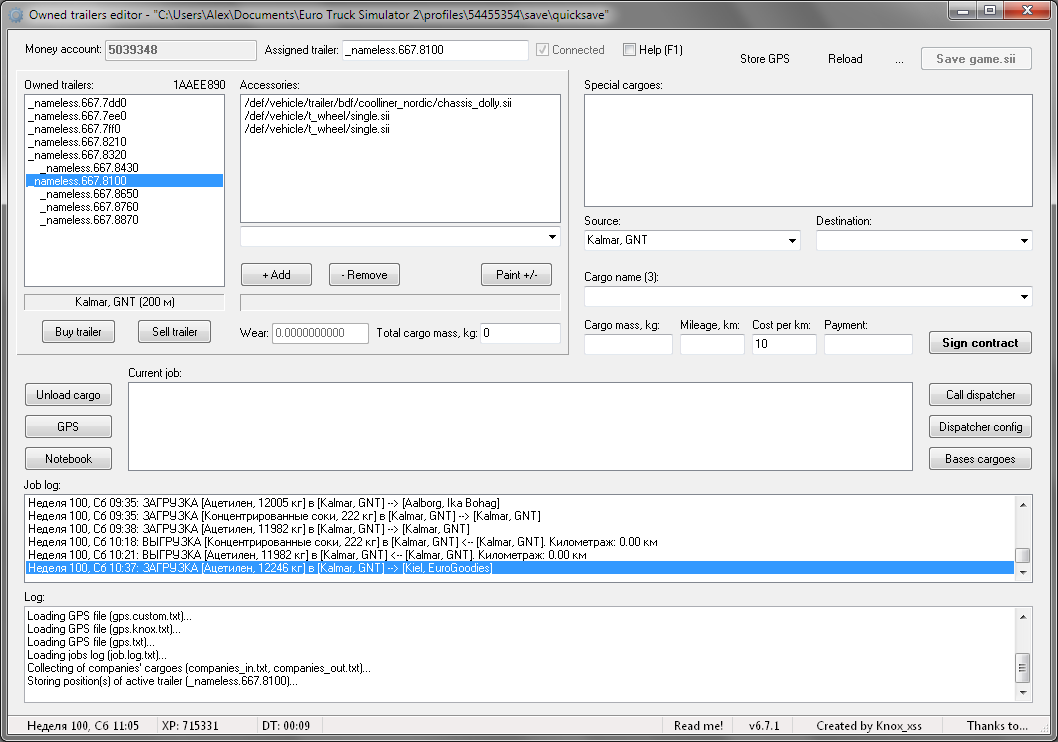 Owned trailers editor - "C:\Users\Alex\Documents\Euro Truck Simulator 2\profiles\54455354\save\quicksave"
Money account: 5039348 Assigned trailer: _nameless.667.8100 Connected Help (F1) Store GPS Reload ... Save game.sii
Owned trailers: 1AAEE890
_nameless.667.7dd0
_nameless.667.7ee0
_nameless.667.7ff0
_nameless.667.8210
_nameless.667.8320
_nameless.667.8430
_nameless.667.8100
_nameless.667.8650
_nameless.667.8760
_nameless.667.8870
Kalmar, GNT (200 м)
Buy trailer Sell trailer
Accessories:
/def/vehicle/trailer/bdf/coolliner_nordic/chassis_dolly.sii
/def/vehicle/t_wheel/single.sii
/def/vehicle/t_wheel/single.sii
+ Add - Remove Paint +/-
Wear: 0.0000000000 Total cargo mass, kg: 0
Special cargoes:
Source: Destination:
Kalmar, GNT
Cargo name (3):
Cargo mass, kg: Mileage, km: Cost per km: Payment:
10
Sign contract
Current job:
Unload cargo
GPS
Notebook
Call dispatcher
Dispatcher config
Bases cargoes
Job log:
Неделя 100, Сб 09:35: ЗАГРУЗКА [Ацетилен, 12005 кг] в [Kalmar, GNT] --> [Aalborg, Ika Bohag]
Неделя 100, Сб 09:35: ЗАГРУЗКА [Концентрированные соки, 222 кг] в [Kalmar, GNT] --> [Kalmar, GNT]
Неделя 100, Сб 09:38: ЗАГРУЗКА [Ацетилен, 11982 кг] в [Kalmar, GNT] --> [Kalmar, GNT]
Неделя 100, Сб 10:18: ВЫГРУЗКА [Концентрированные соки, 222 кг] в [Kalmar, GNT] <-- [Kalmar, GNT]. Километраж: 0.00 км
Неделя 100, Сб 10:21: ВЫГРУЗКА [Ацетилен, 11982 кг] в [Kalmar, GNT] <-- [Kalmar, GNT]. Километраж: 0.00 км
Неделя 100, Сб 10:37: ЗАГРУЗКА [Ацетилен, 12246 кг] в [Kalmar, GNT] --> [Kiel, EuroGoodies]
Log:
Loading GPS file (gps.custom.txt)...
Loading GPS file (gps.knox.txt)...
Loading GPS file (gps.txt)...
Loading jobs log (job.log.txt)...
Collecting of companies' cargoes (companies_in.txt, companies_out.txt)...
Storing position(s) of active trailer (_nameless.667.8100)...
Неделя 100, Сб 11:05 XP: 715331 DT: 00:09 Read me! v6.7.1 Created by Knox_xss Thanks to...